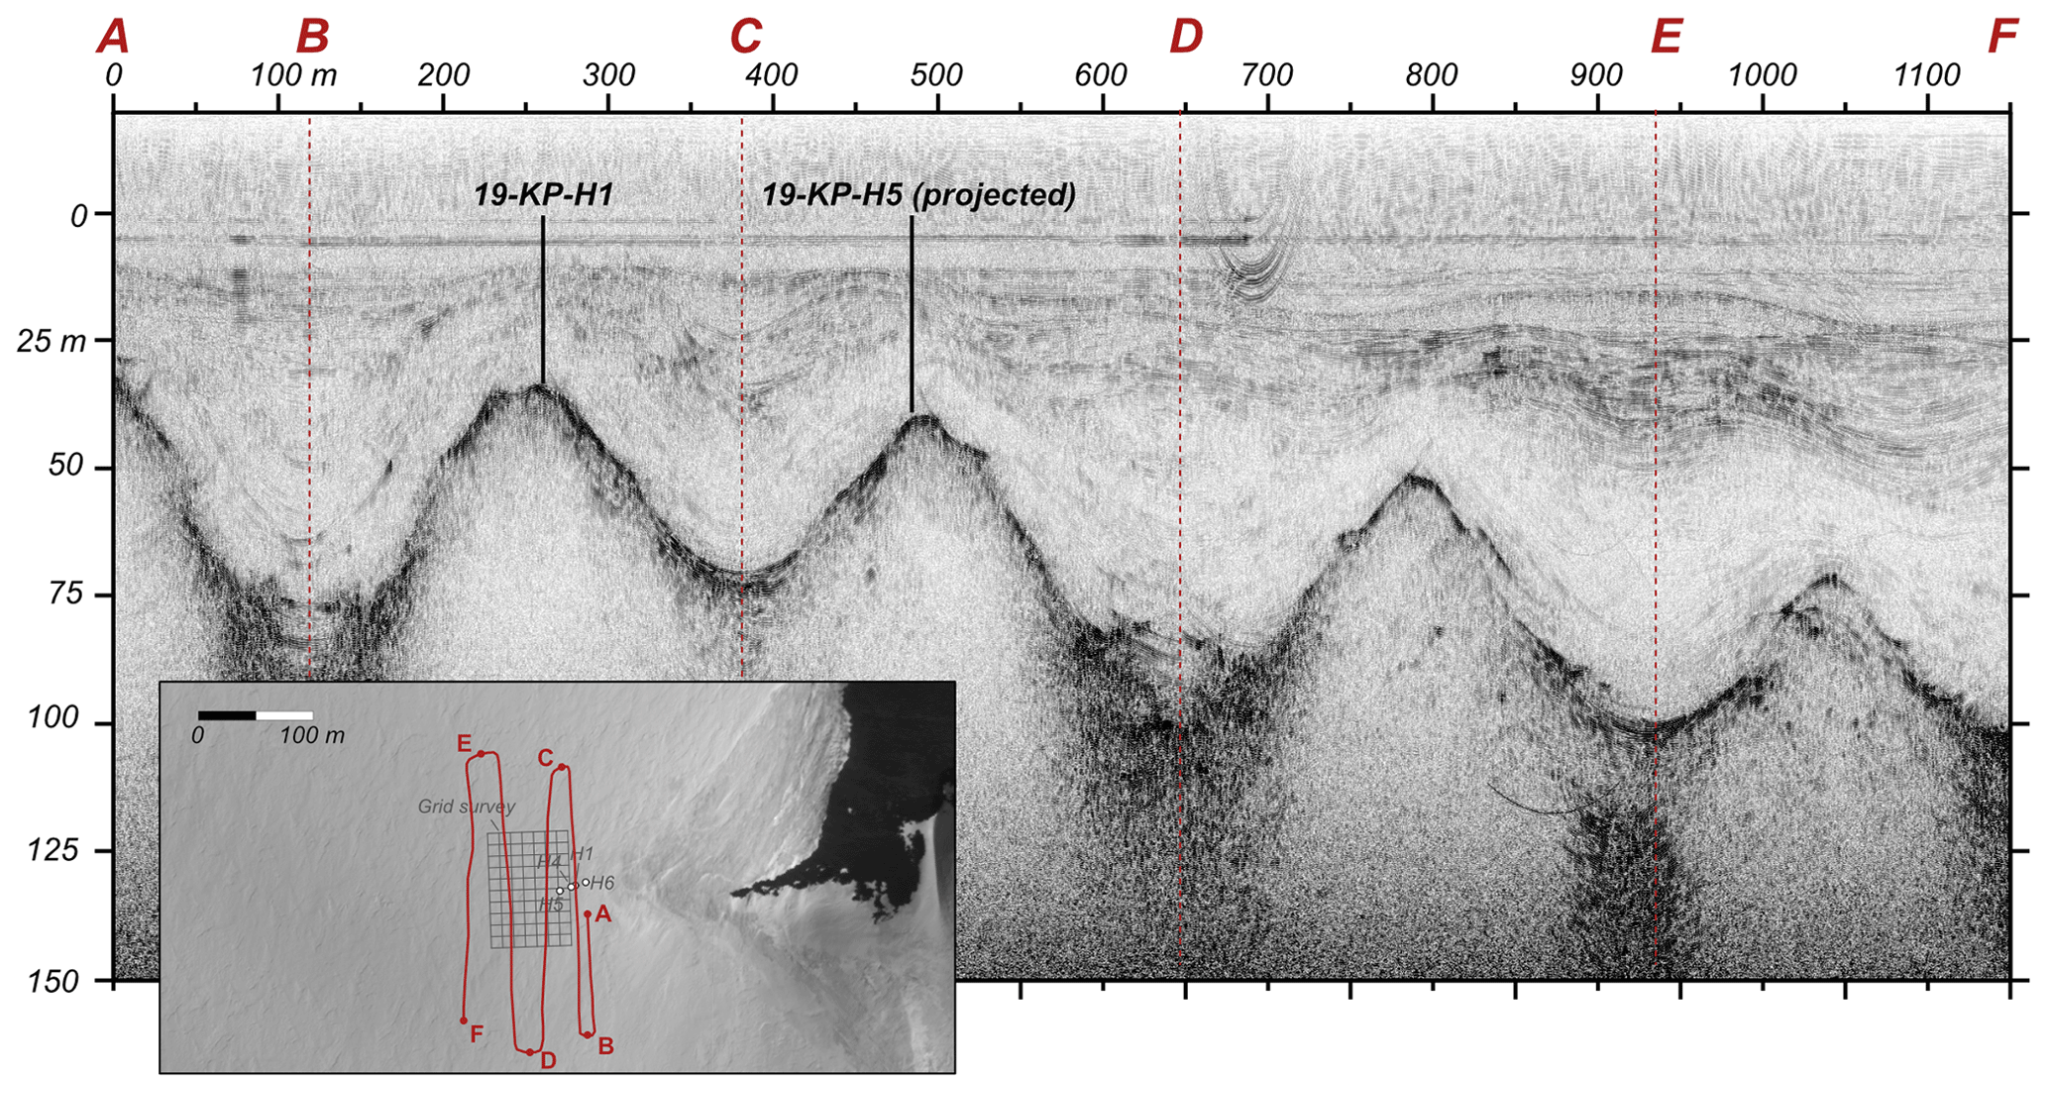 A B C D E F
0 100 m 200 300 400 500 600 700 800 900 1000 1100
19-KP-H1 19-KP-H5 (projected)
0
25 m
50
75
100
125
150
0 100 m
E C
Grid survey
H4 H1
H6
H5
A
F
B
D